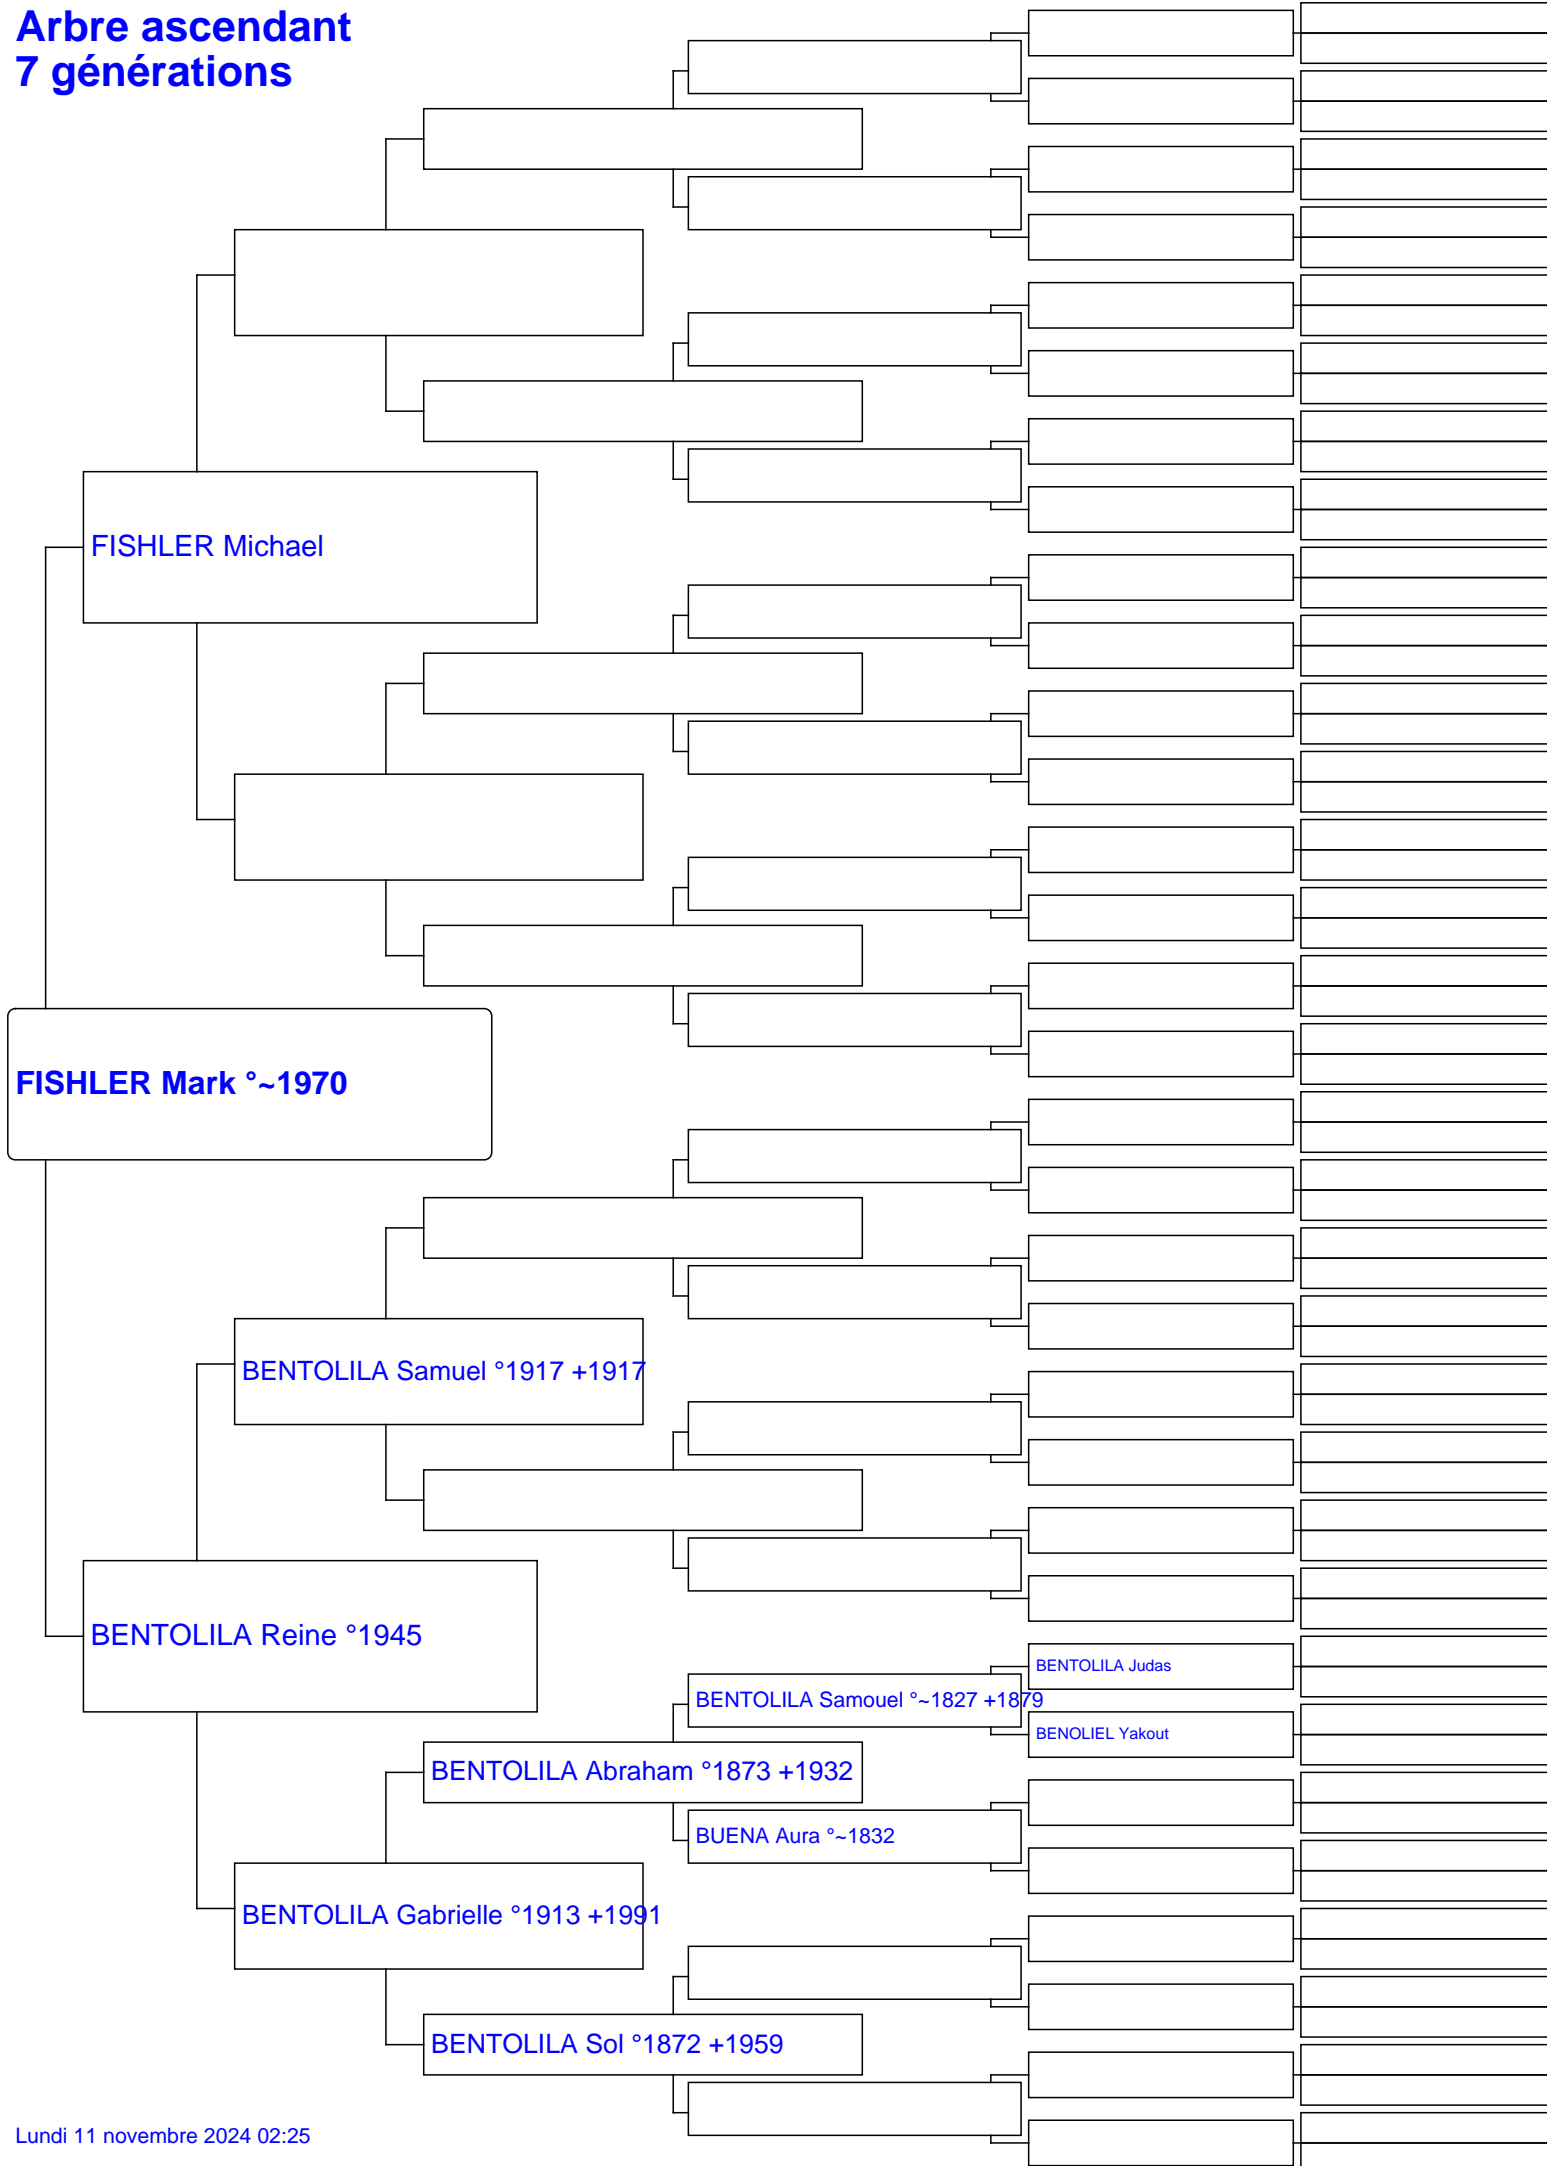 Arbre ascendant
7 générations
FISHLER Michael
FISHLER Mark °~1970
BENTOLILA Samuel °1917 +1917
BENTOLILA Reine °1945
BENTOLILA Judas
BENTOLILA Samouel °~1827 +1879
BENOLIEL Yakout
BENTOLILA Abraham °1873 +1932
BUENA Aura °~1832
BENTOLILA Gabrielle °1913 +1991
BENTOLILA Sol °1872 +1959
Lundi 11 novembre 2024 02:25